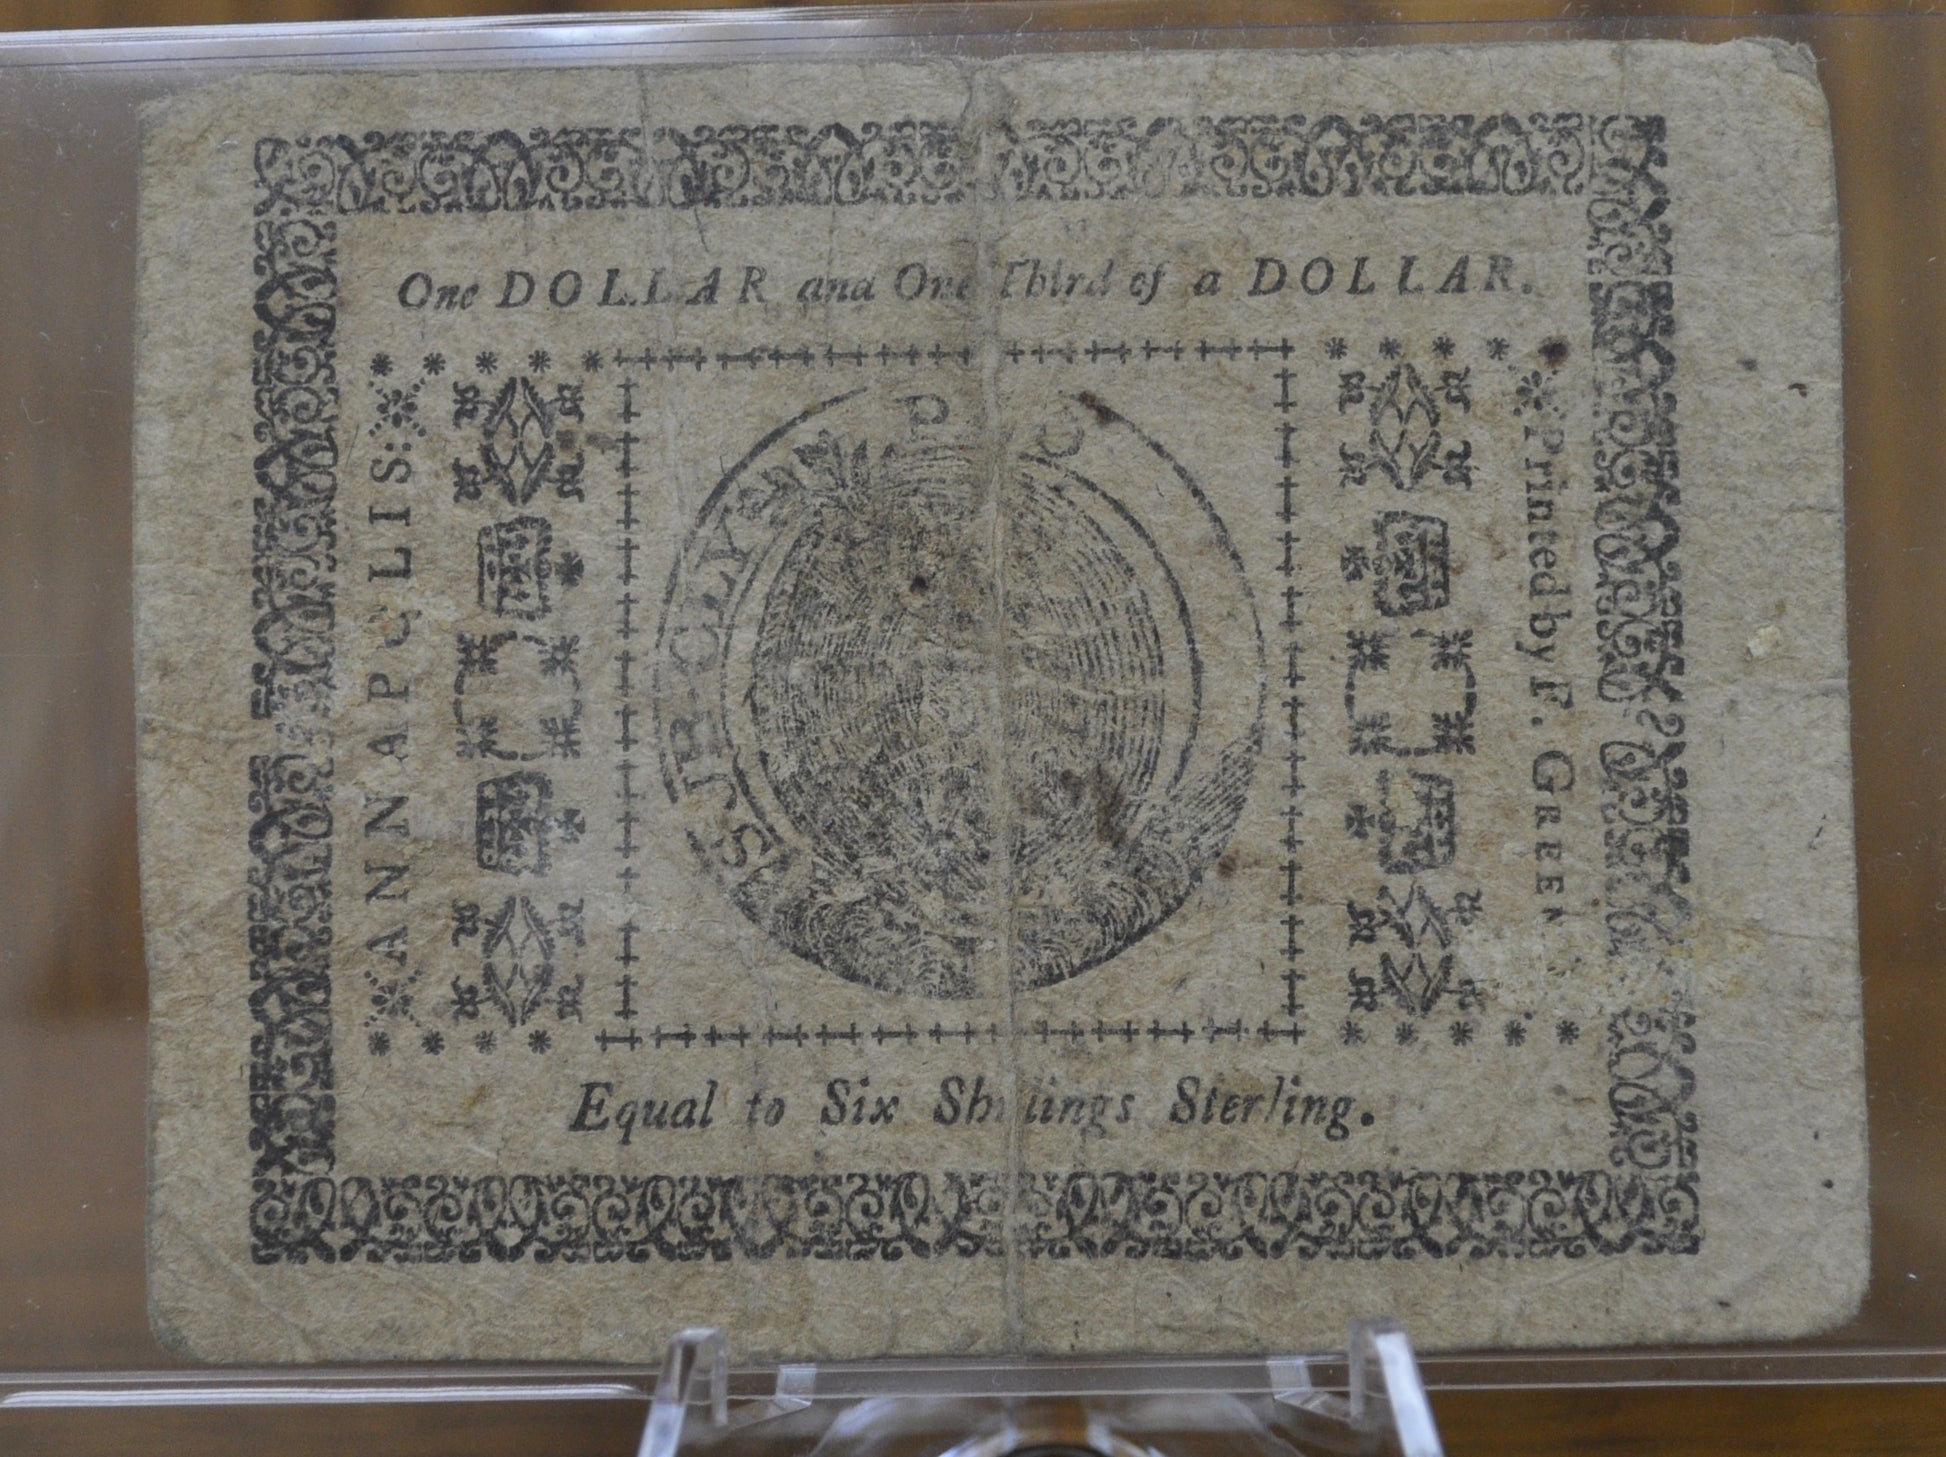 One DOLLAR and One Third of a DOLLAR.
ANNAPOLIS:
Printed by F. GREEN
Equal to Six Shillings Sterling.